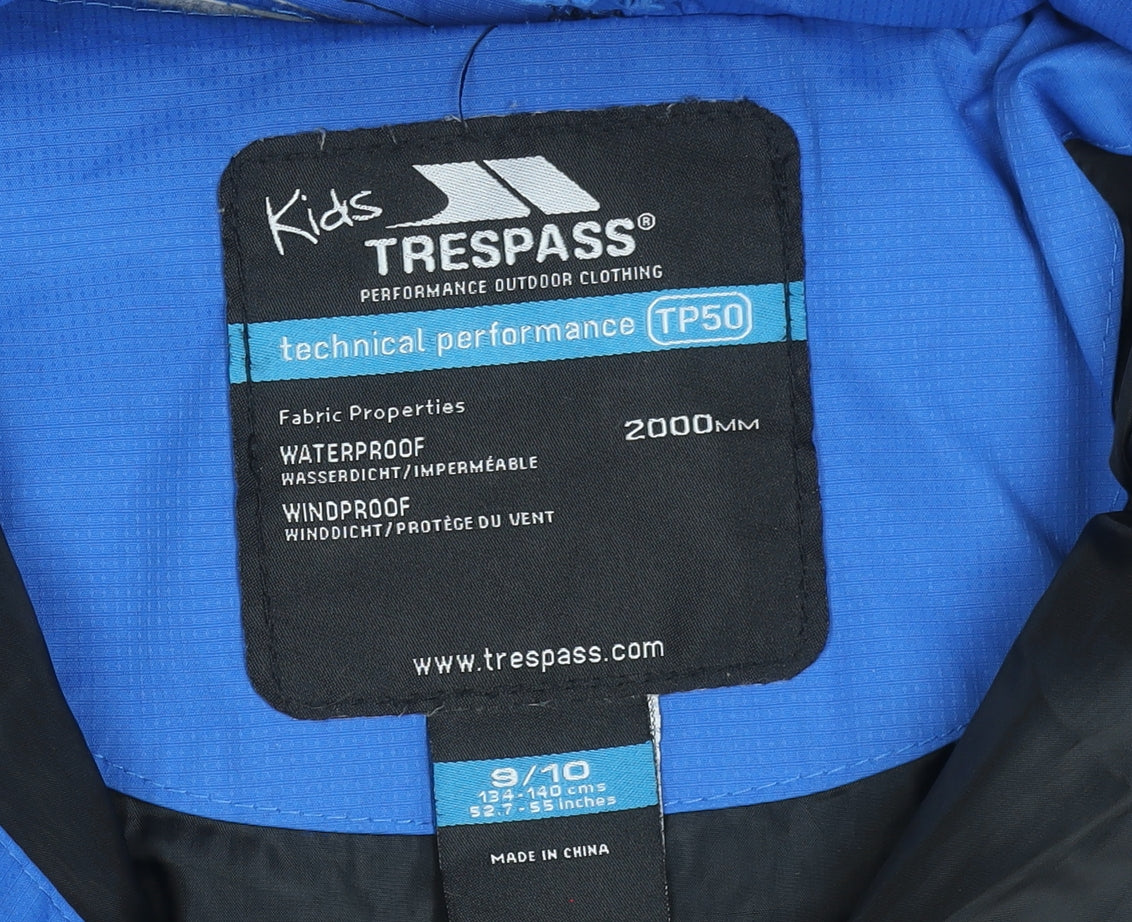 Kids
TRESPASS®
PERFORMANCE OUTDOOR CLOTHING
technical performance TP50
Fabric Properties
WATERPROOF 2000MM
WASSERDICHT/IMPERMÉABLE
WINDPROOF
WINDDICHT/PROTÈGE DU VENT
www.trespass.com
9/10
134-140 cms
52.7-55 inches
MADE IN CHINA